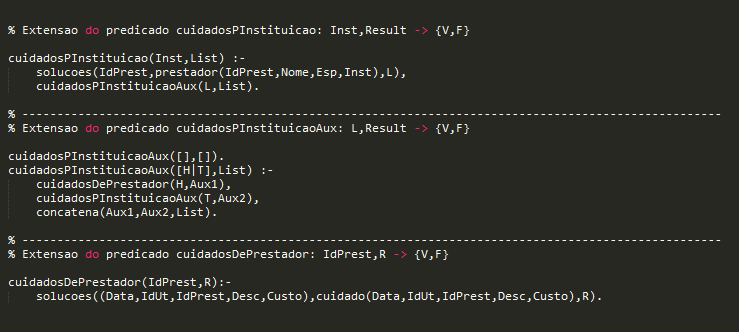 % Extensao do predicado cuidadosPInstituicao: Inst,Result -> {V,F}
cuidadosPInstituicao(Inst,List) :-
solucoes(IdPrest,prestador(IdPrest,Nome,Esp,Inst),L),
cuidadosPInstituicaoAux(L,List).
% ----------------------------------------------------------------------------------------------------
% Extensao do predicado cuidadosPInstituicaoAux: L,Result -> {V,F}
cuidadosPInstituicaoAux([],[]).
cuidadosPInstituicaoAux([H|T],List) :-
cuidadosDePrestador(H,Aux1),
cuidadosPInstituicaoAux(T,Aux2),
concatena(Aux1,Aux2,List).
% ----------------------------------------------------------------------------------------------------
% Extensao do predicado cuidadosDePrestador: IdPrest,R -> {V,F}
cuidadosDePrestador(IdPrest,R):-
solucoes((Data,IdUt,IdPrest,Desc,Custo),cuidado(Data,IdUt,IdPrest,Desc,Custo),R).